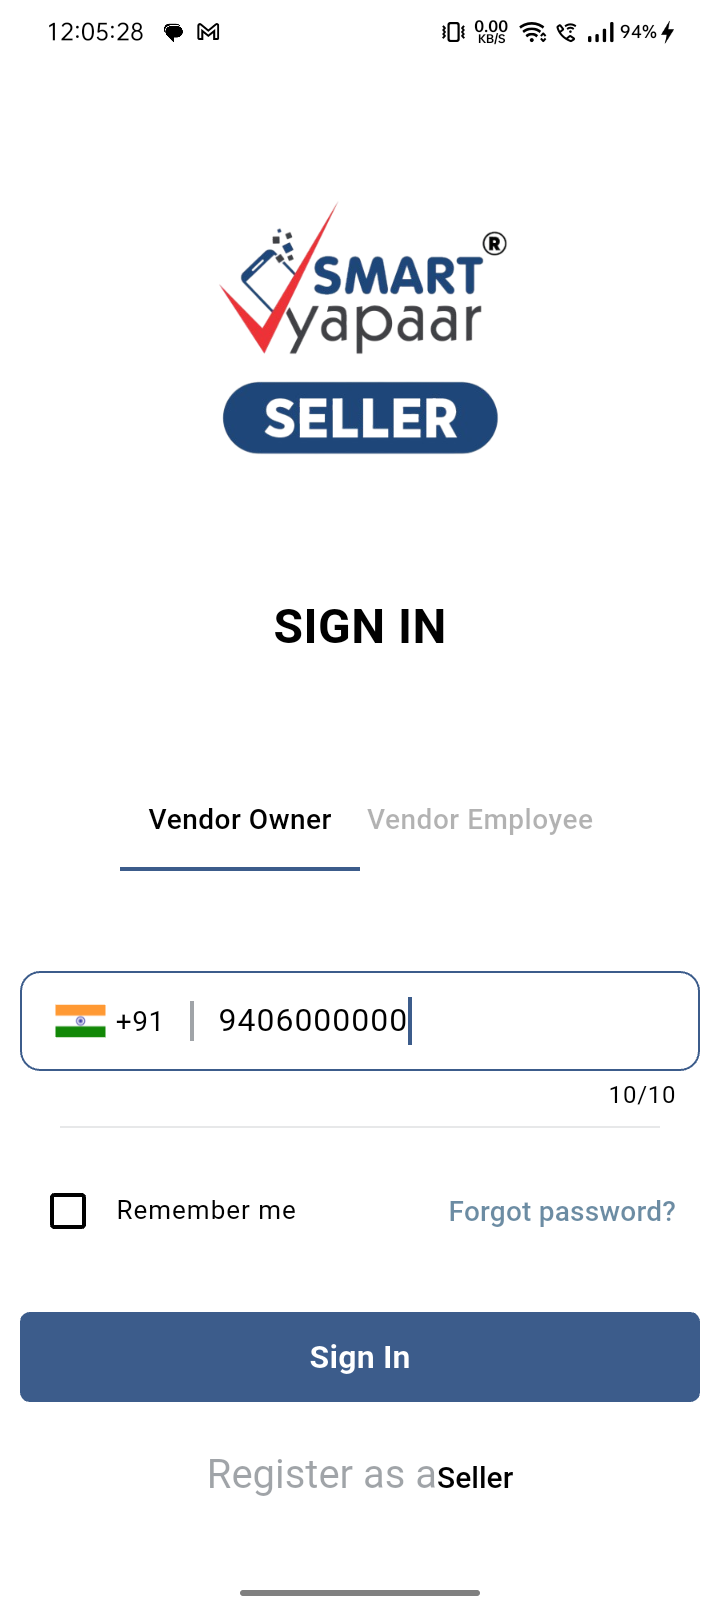 12:05:28 0.00 KB/S 94%
SMART ®
yapaar
SELLER
SIGN IN
Vendor Owner Vendor Employee
+91 9406000000
10/10
Remember me Forgot password?
Sign In
Register as aSeller